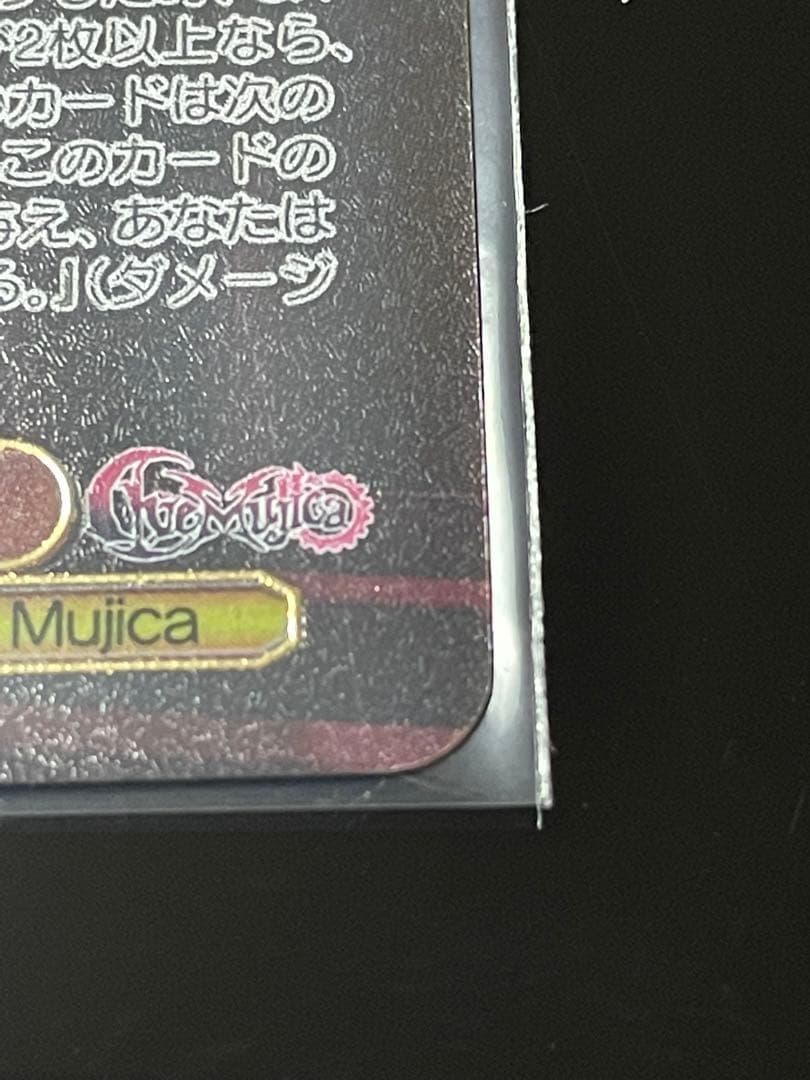 が2枚以上なら、
のカードは次の
このカードの
与え、あなたは
る。』(ダメージ
Ave Mujica
Mujica